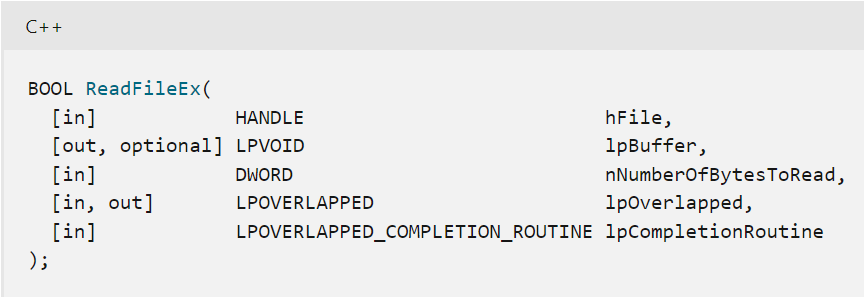 C++
BOOL ReadFileEx(
[in] HANDLE hFile,
[out, optional] LPVOID lpBuffer,
[in] DWORD nNumberOfBytesToRead,
[in, out] LPOVERLAPPED lpOverlapped,
[in] LPOVERLAPPED_COMPLETION_ROUTINE lpCompletionRoutine
);